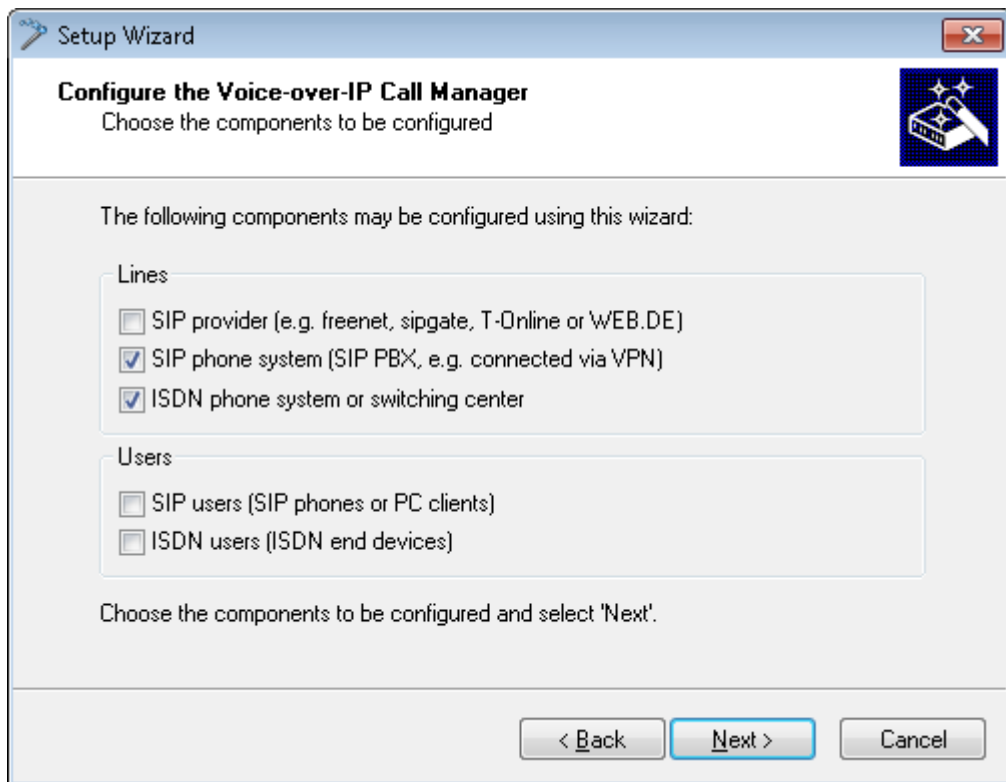 Setup Wizard
Configure the Voice-over-IP Call Manager
Choose the components to be configured
The following components may be configured using this wizard:
Lines
SIP provider (e.g. freenet, sipgate, T-Online or WEB.DE)
SIP phone system (SIP PBX, e.g. connected via VPN)
ISDN phone system or switching center
Users
SIP users (SIP phones or PC clients)
ISDN users (ISDN end devices)
Choose the components to be configured and select 'Next'.
< Back Next > Cancel